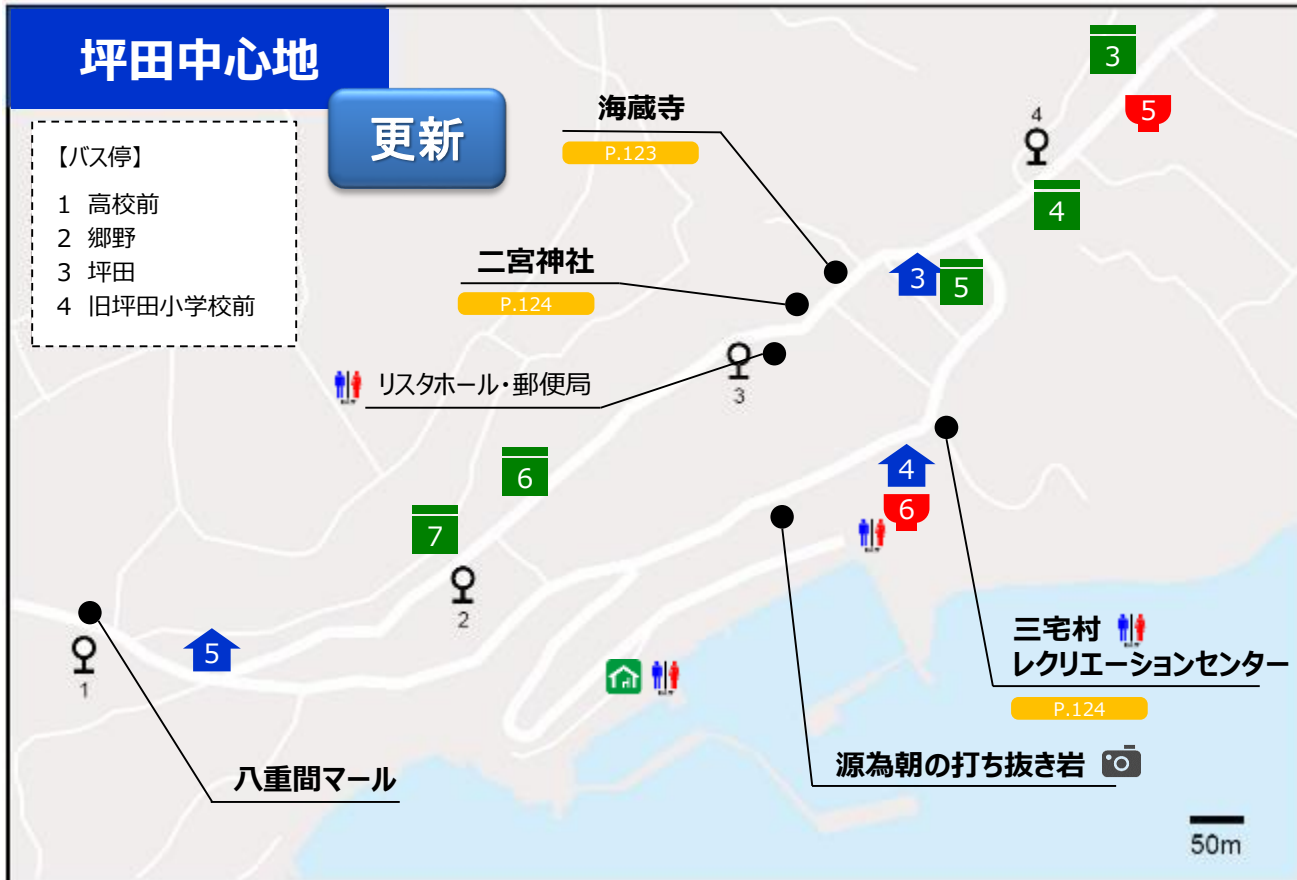 坪田中心地
更新
【バス停】
1 高校前
2 郷野
3 坪田
4 旧坪田小学校前
海蔵寺
P.123
二宮神社
P.124
リスタホール・郵便局
3
5
4
4
3
5
3
6
7
2
4
6
5
1
三宅村
レクリエーションセンター
P.124
源為朝の打ち抜き岩
八重間マール
50m